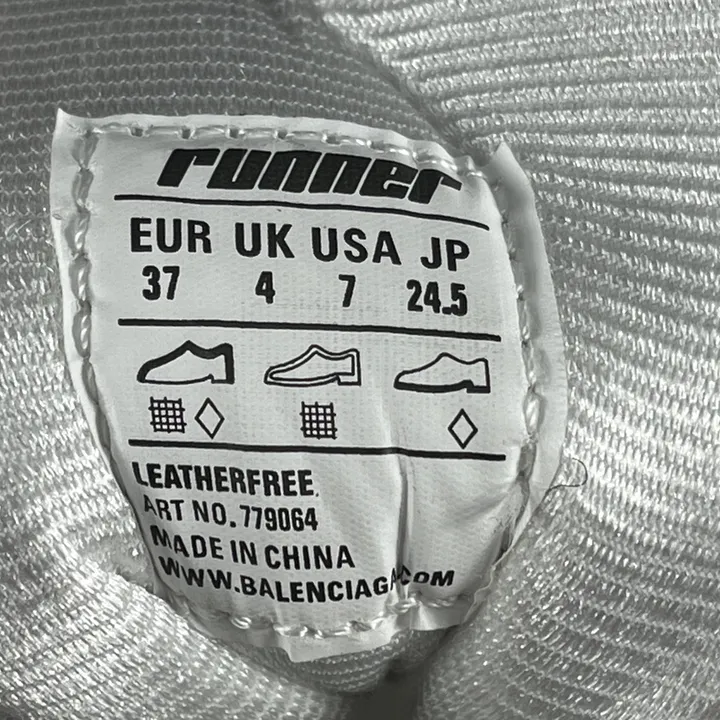 runner
EUR UK USA JP
37 4 7 24.5
LEATHERFREE.
ART NO. 779064
MADE IN CHINA
WWW.BALENCIAGA.COM